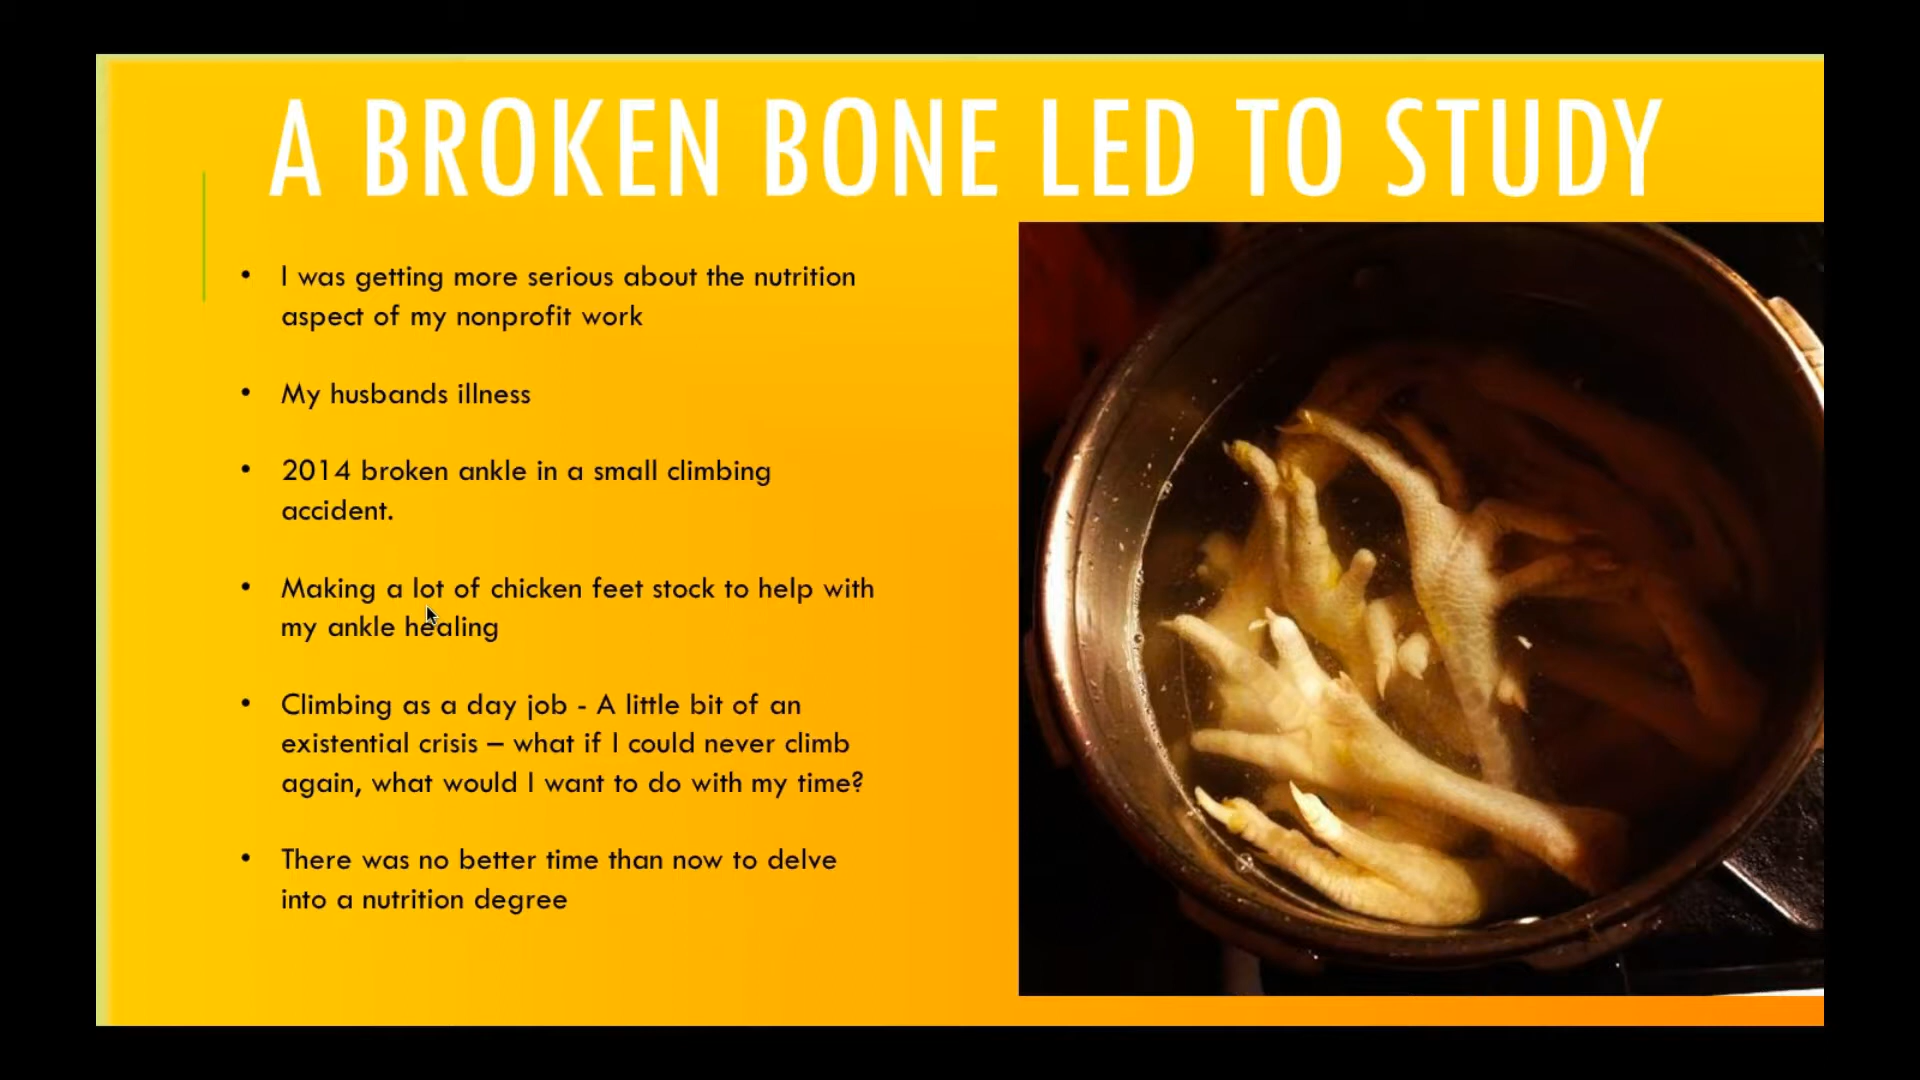 A BROKEN BONE LED TO STUDY
• I was getting more serious about the nutrition
aspect of my nonprofit work
• My husbands illness
• 2014 broken ankle in a small climbing
accident.
• Making a lot of chicken feet stock to help with
my ankle healing
• Climbing as a day job - A little bit of an
existential crisis – what if I could never climb
again, what would I want to do with my time?
• There was no better time than now to delve
into a nutrition degree